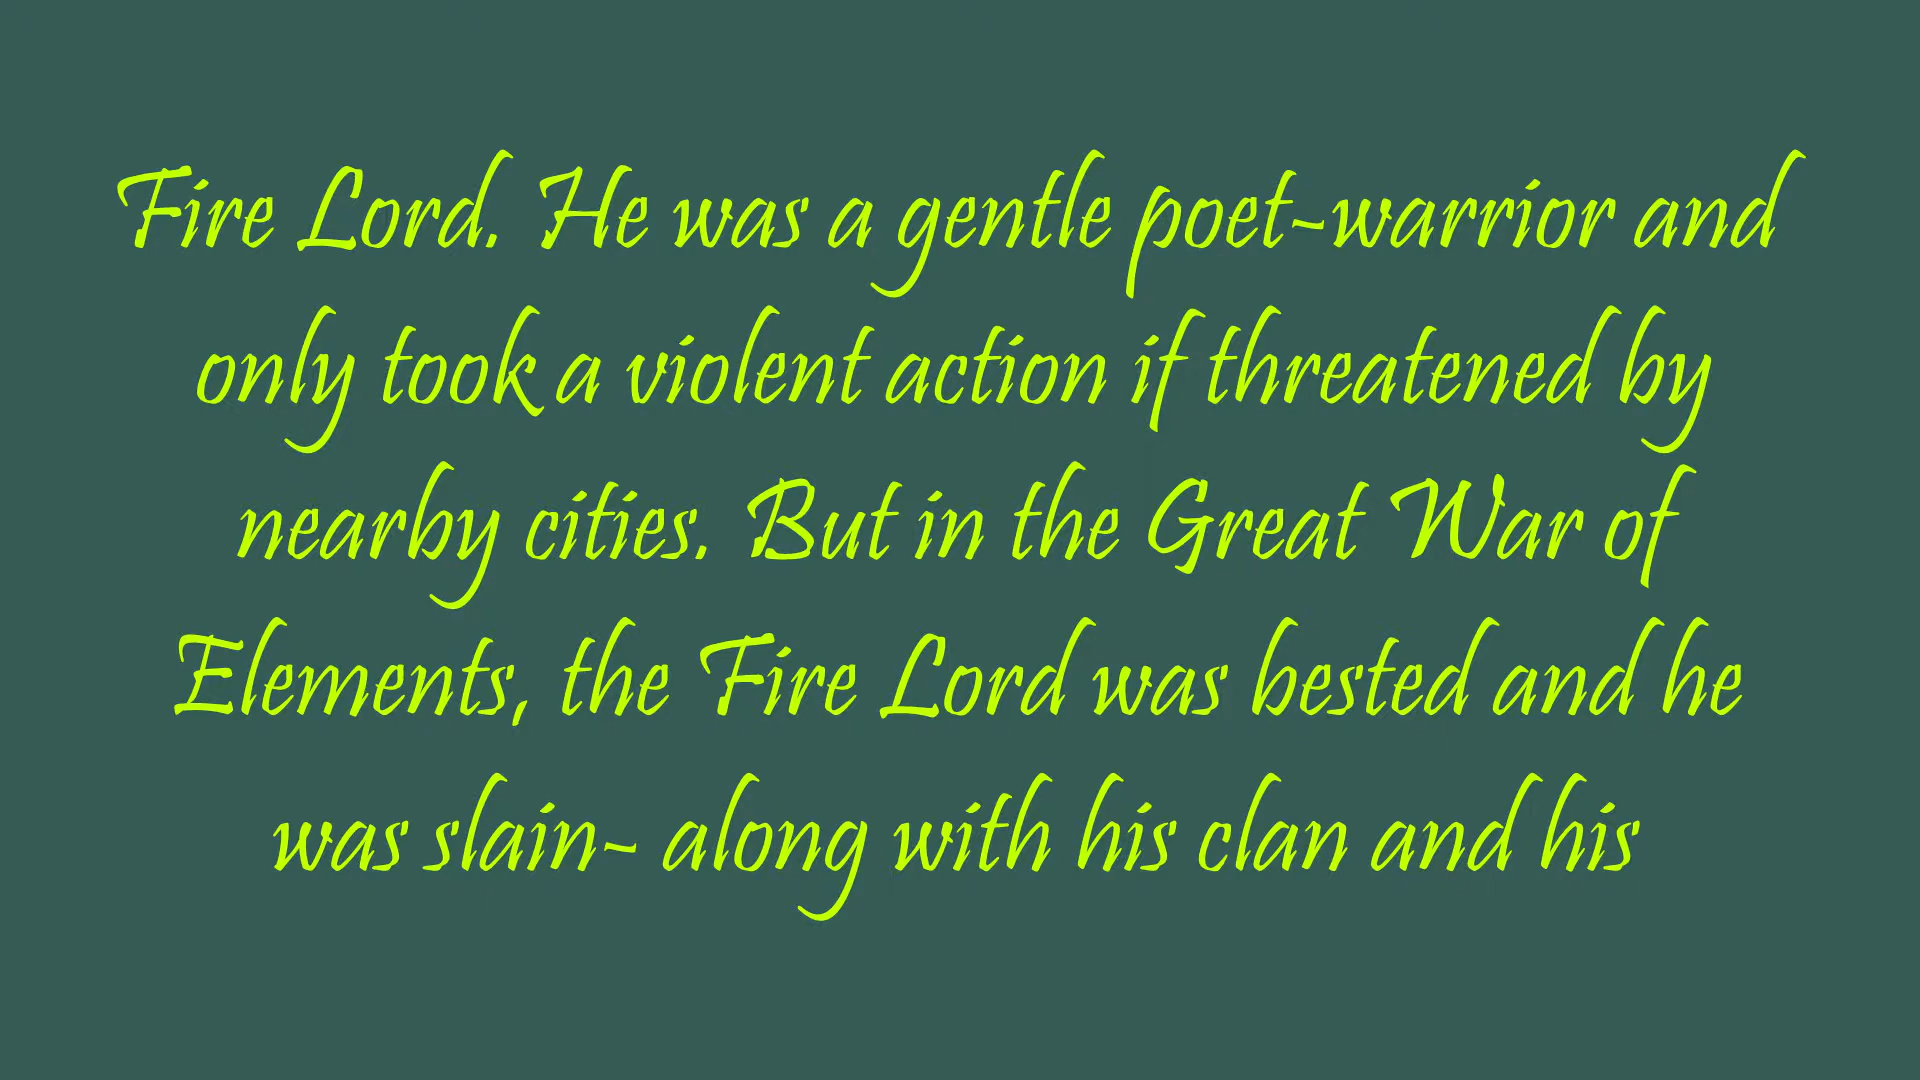 Fire Lord. He was a gentle poet-warrior and
only took a violent action if threatened by
nearby cities. But in the Great War of
Elements, the Fire Lord was bested and he
was slain- along with his clan and his